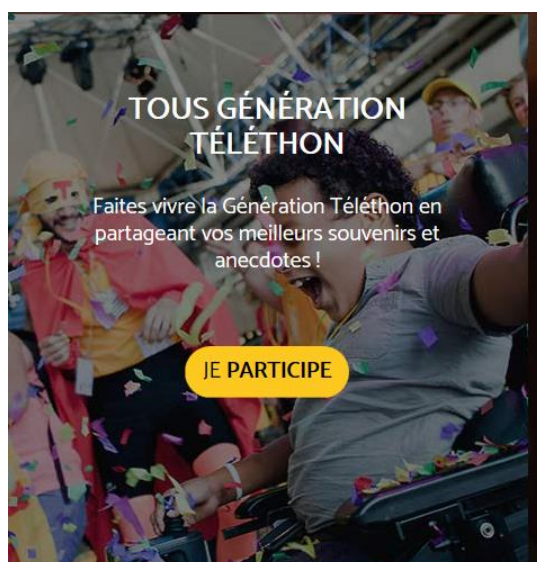 TOUS GÉNÉRATION
TÉLÉTHON
Faites vivre la Génération Téléthon en
partageant vos meilleurs souvenirs et
anecdotes !
JE PARTICIPE